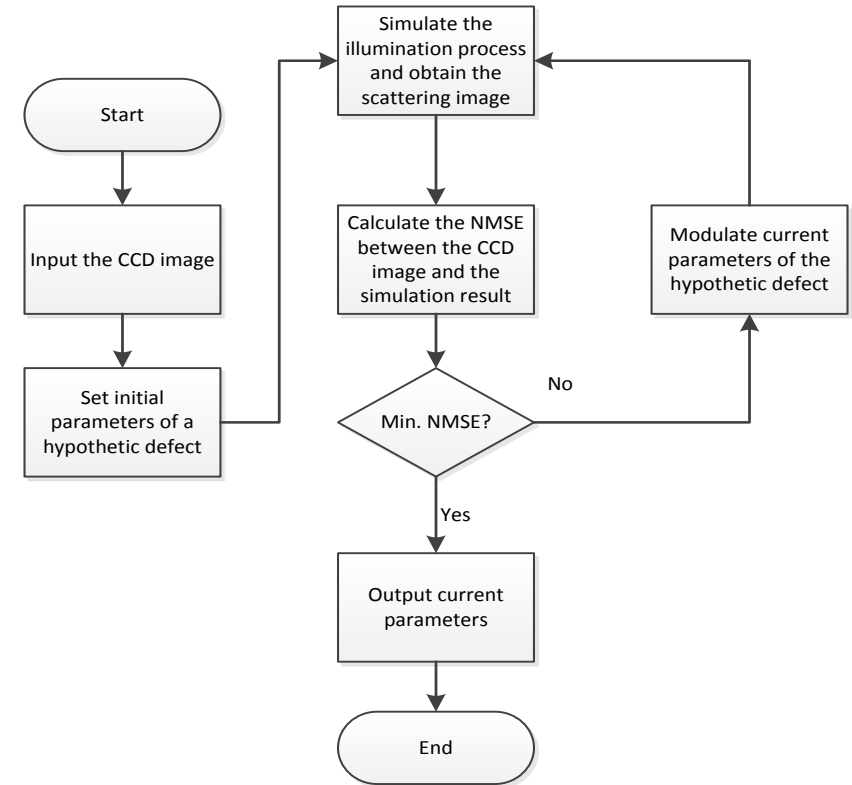 Start
Input the CCD image
Set initial
parameters of a
hypothetic defect
Simulate the
illumination process
and obtain the
scattering image
Calculate the NMSE
between the CCD
image and the
simulation result
Min. NMSE?
No
Modulate current
parameters of the
hypothetic defect
Yes
Output current
parameters
End